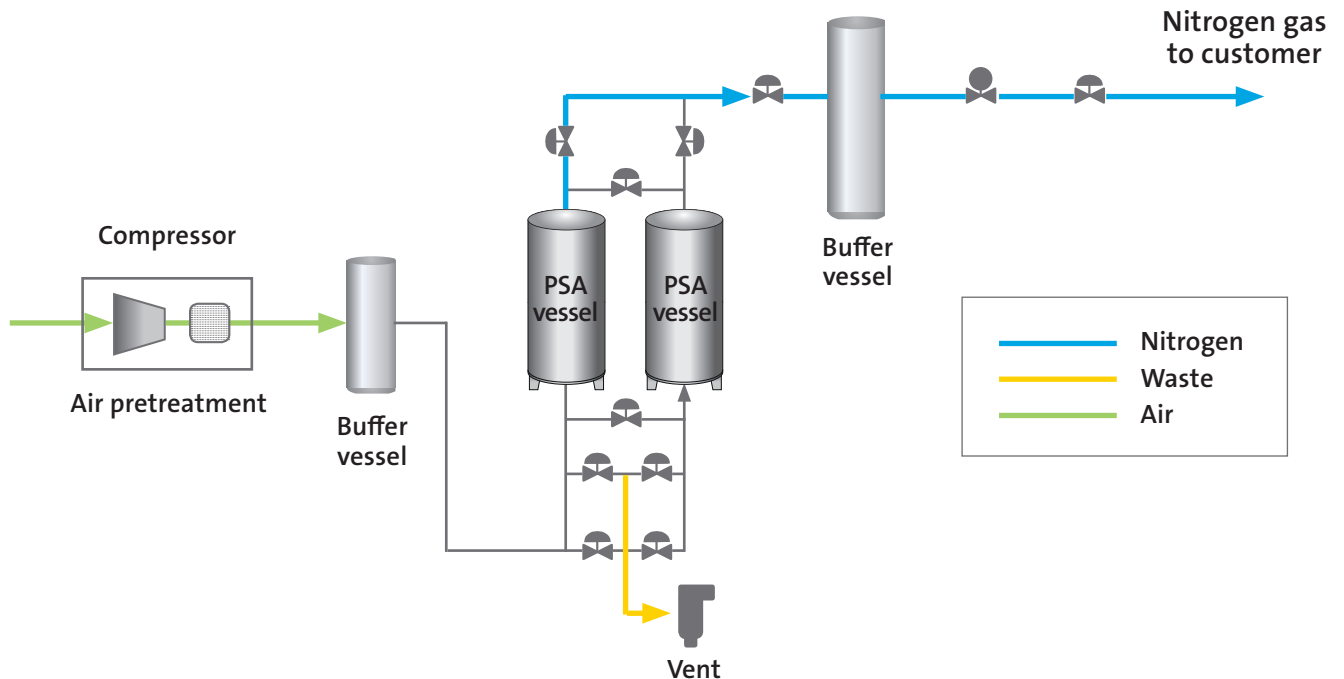 Nitrogen gas
to customer
Compressor
Air pretreatment
Buffer
vessel
PSA
vessel
PSA
vessel
Buffer
vessel
Nitrogen
Waste
Air
Vent